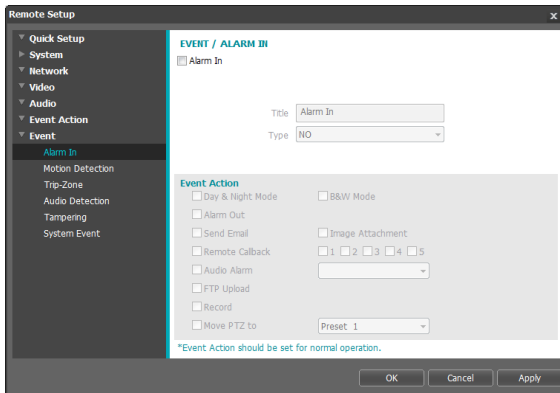 Remote Setup x
Quick Setup
System
Network
Video
Audio
Event Action
Event
Alarm In
Motion Detection
Trip-Zone
Audio Detection
Tampering
System Event
EVENT / ALARM IN
Alarm In
Title Alarm In
Type NO
Event Action
Day & Night Mode B&W Mode
Alarm Out
Send Email Image Attachment
Remote Callback 1 2 3 4 5
Audio Alarm
FTP Upload
Record
Move PTZ to Preset 1
*Event Action should be set for normal operation.
OK Cancel Apply